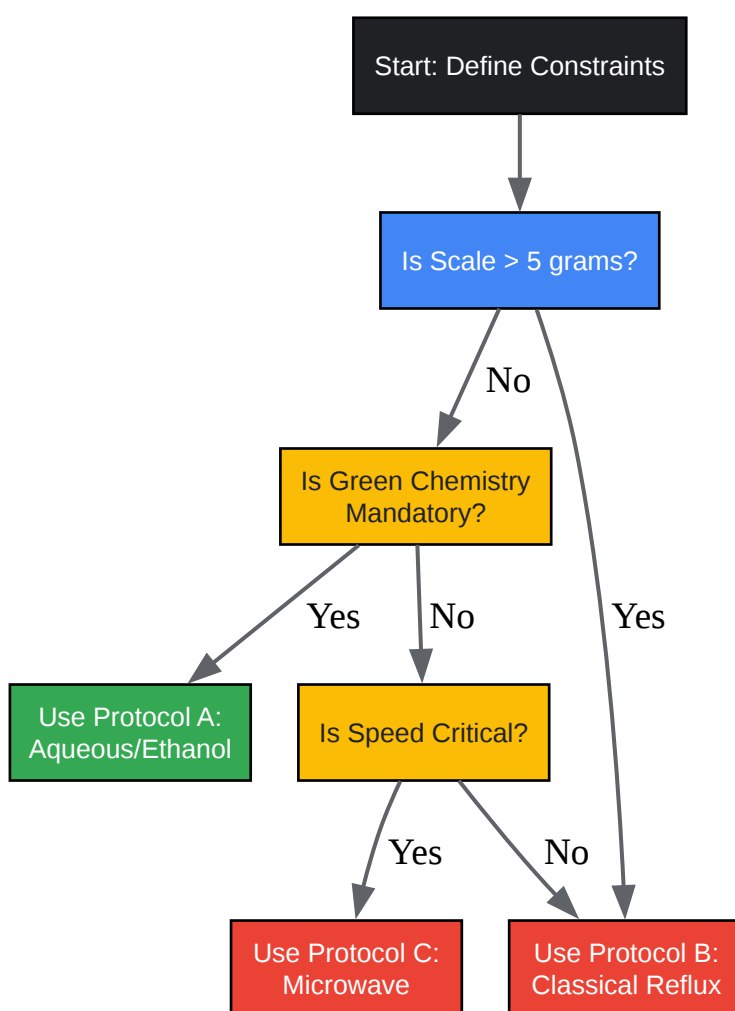 Start: Define Constraints
Is Scale > 5 grams?
No
Is Green Chemistry
Mandatory?
Yes
No
Yes
Use Protocol A:
Aqueous/Ethanol
Is Speed Critical?
Yes
No
Use Protocol C:
Microwave
Use Protocol B:
Classical Reflux